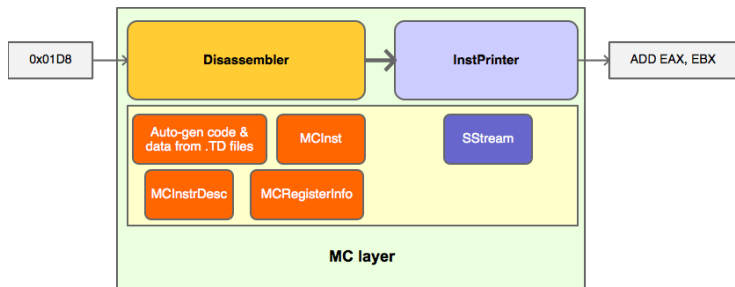 0x01D8
Disassembler
InstPrinter
ADD EAX, EBX
Auto-gen code &
data from .TD files
MCInst
SStream
MCInstrDesc
MCRegisterInfo
MC layer